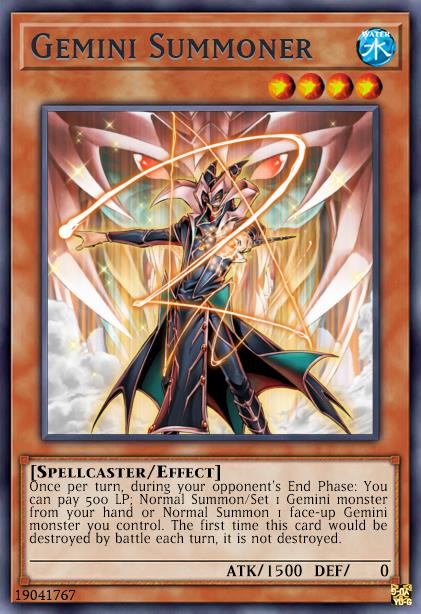 GEMINI SUMMONER
WATER
水
[SPELLCASTER/EFFECT]
Once per turn, during your opponent's End Phase: You
can pay 500 LP; Normal Summon/Set 1 Gemini monster
from your hand or Normal Summon 1 face-up Gemini
monster you control. The first time this card would be
destroyed by battle each turn, it is not destroyed.
ATK/1500 DEF/ 0
19041767